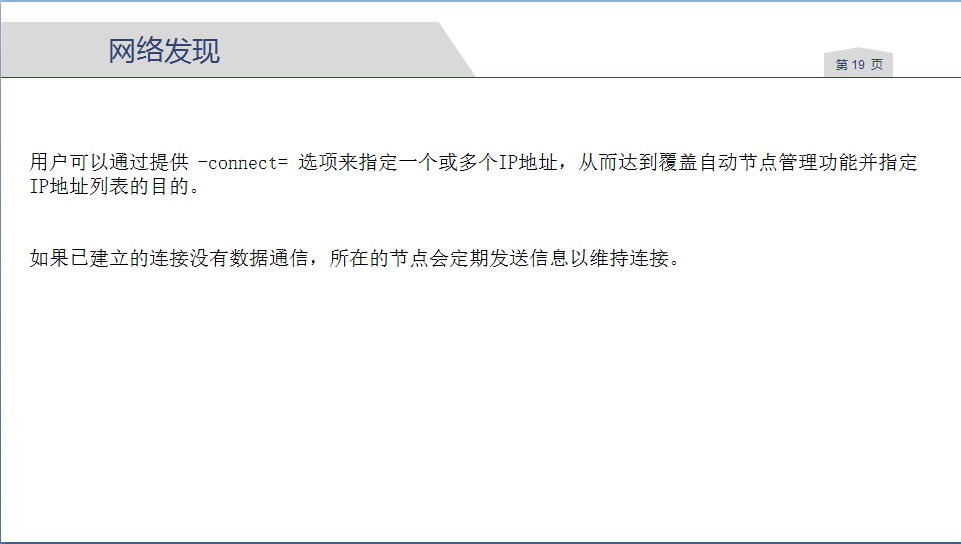 网络发现
第 19 页
用户可以通过提供 -connect= 选项来指定一个或多个IP地址，从而达到覆盖自动节点管理功能并指定
IP地址列表的目的。
如果已建立的连接没有数据通信，所在的节点会定期发送信息以维持连接。